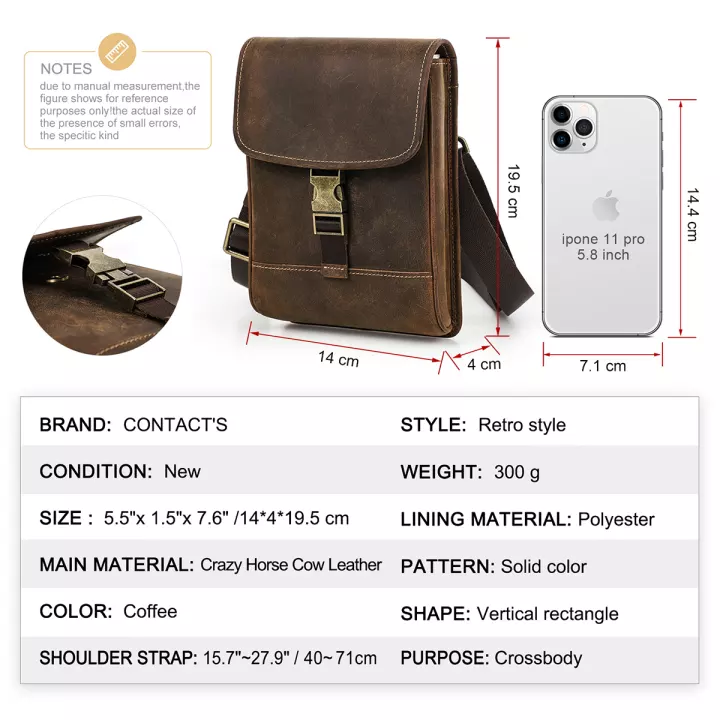 NOTES
due to manual measurement,the
figure shows for reference
purposes only!the actual size of
the presence of small errors,
the specitic kind
19.5 cm
14 cm
4 cm
ipone 11 pro
5.8 inch
14.4 cm
7.1 cm
BRAND: CONTACT'S
STYLE: Retro style
CONDITION: New
WEIGHT: 300 g
SIZE : 5.5"x 1.5"x 7.6" /14*4*19.5 cm
LINING MATERIAL: Polyester
MAIN MATERIAL: Crazy Horse Cow Leather
PATTERN: Solid color
COLOR: Coffee
SHAPE: Vertical rectangle
SHOULDER STRAP: 15.7"~27.9" / 40~71cm
PURPOSE: Crossbody